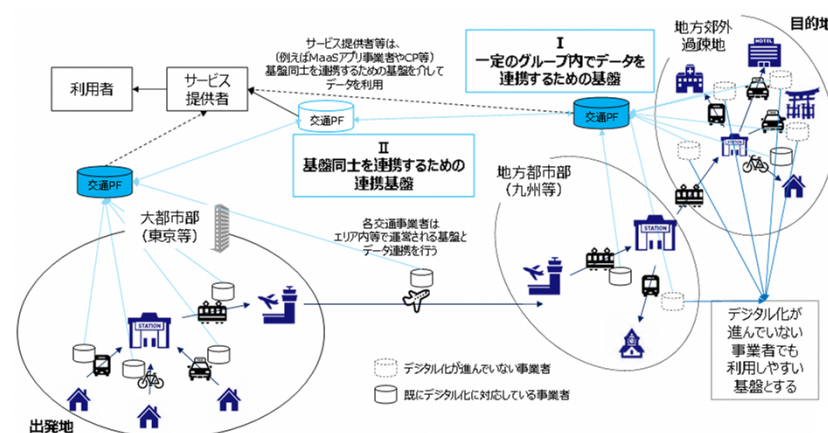 サービス提供者等は、
(例えばMaaSアプリ事業者やCP等)
基盤同士を連携するための基盤を介して
データを利用
Ⅰ
一定のグループ内でデータを
連携するための基盤
地方郊外
過疎地
目的地
HOTEL
利用者
サービス
提供者
交通PF
交通PF
交通PF
Ⅱ
基盤同士を連携するための
連携基盤
大都市部
(東京等)
各交通事業者は
エリア内等で運営される基盤と
データ連携を行う
地方都市部
(九州等)
STATION
STATION
STATION
デジタル化が
進んでいない
事業者でも
利用しやすい
基盤とする
デジタル化が進んでいない事業者
既にデジタル化に対応している事業者
出発地